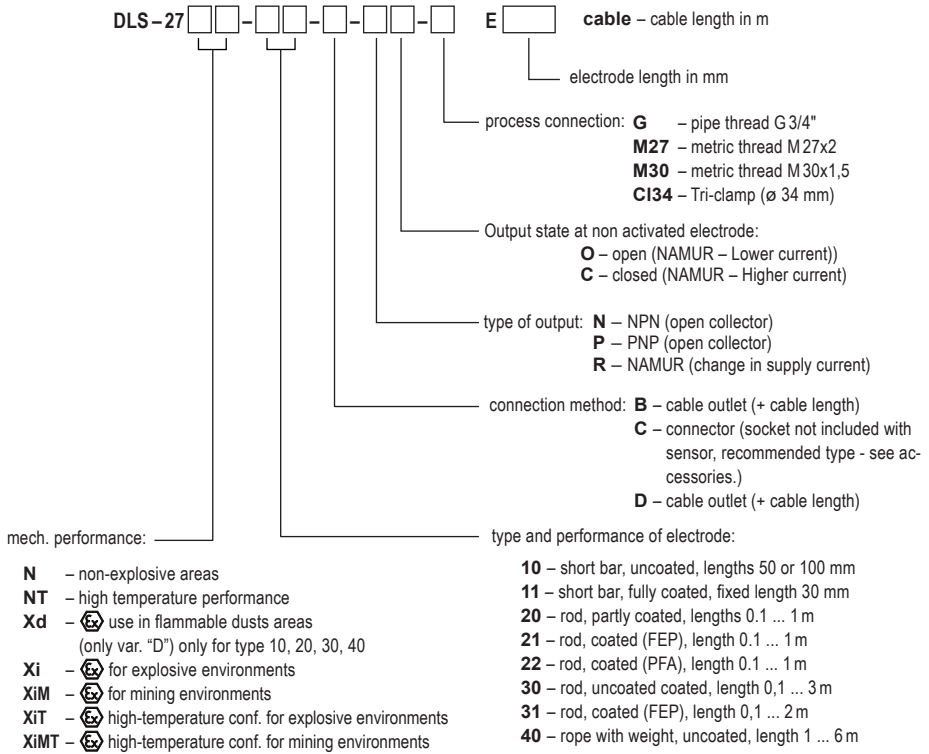 DLS – 27 – – – – E cable – cable length in m
electrode length in mm
process connection: G – pipe thread G 3/4"
M27 – metric thread M 27x2
M30 – metric thread M 30x1,5
Cl34 – Tri-clamp (ø 34 mm)
Output state at non activated electrode:
O – open (NAMUR – Lower current))
C – closed (NAMUR – Higher current)
type of output: N – NPN (open collector)
P – PNP (open collector)
R – NAMUR (change in supply current)
connection method: B – cable outlet (+ cable length)
C – connector (socket not included with
sensor, recommended type - see ac-
cessories.)
D – cable outlet (+ cable length)
mech. performance:
N – non-explosive areas
NT – high temperature performance
Xd – Ex use in flammable dusts areas
(only var. “D”) only for type 10, 20, 30, 40
Xi – Ex for explosive environments
XiM – Ex for mining environments
XiT – Ex high-temperature conf. for explosive environments
XiMT – Ex high-temperature conf. for mining environments
type and performance of electrode:
10 – short bar, uncoated, lengths 50 or 100 mm
11 – short bar, fully coated, fixed length 30 mm
20 – rod, partly coated, lengths 0.1 ... 1 m
21 – rod, coated (FEP), length 0.1 ... 1 m
22 – rod, coated (PFA), length 0.1 ... 1 m
30 – rod, uncoated coated, length 0,1 ... 3 m
31 – rod, coated (FEP), length 0,1 ... 2 m
40 – rope with weight, uncoated, length 1 ... 6 m